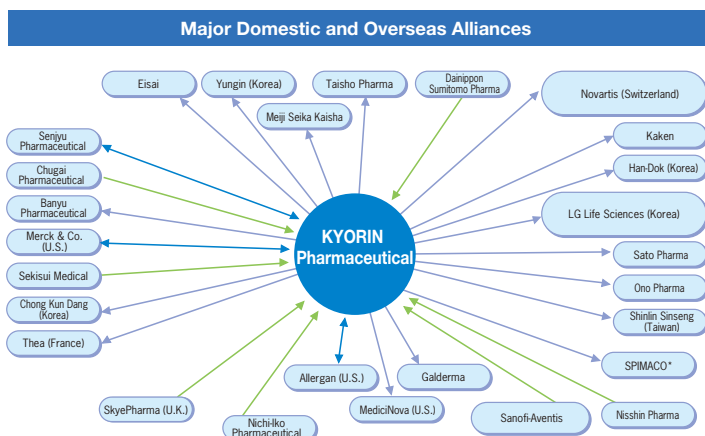 Major Domestic and Overseas Alliances
Eisai
Yungin (Korea)
Taisho Pharma
Dainippon
Sumitomo Pharma
Novartis (Switzerland)
Meiji Seika Kaisha
Senjyu
Pharmaceutical
Kaken
Chugai
Pharmaceutical
Han-Dok (Korea)
Banyu
Pharmaceutical
LG Life Sciences (Korea)
Merck & Co.
(U.S.)
KYORIN
Pharmaceutical
Sato Pharma
Sekisui Medical
Ono Pharma
Chong Kun Dang
(Korea)
Shinlin Sinseng
(Taiwan)
Thea (France)
SPIMACO*
Allergan (U.S.)
Galderma
SkyePharma (U.K.)
MediciNova (U.S.)
Nichi-Iko
Pharmaceutical
Sanofi-Aventis
Nisshin Pharma